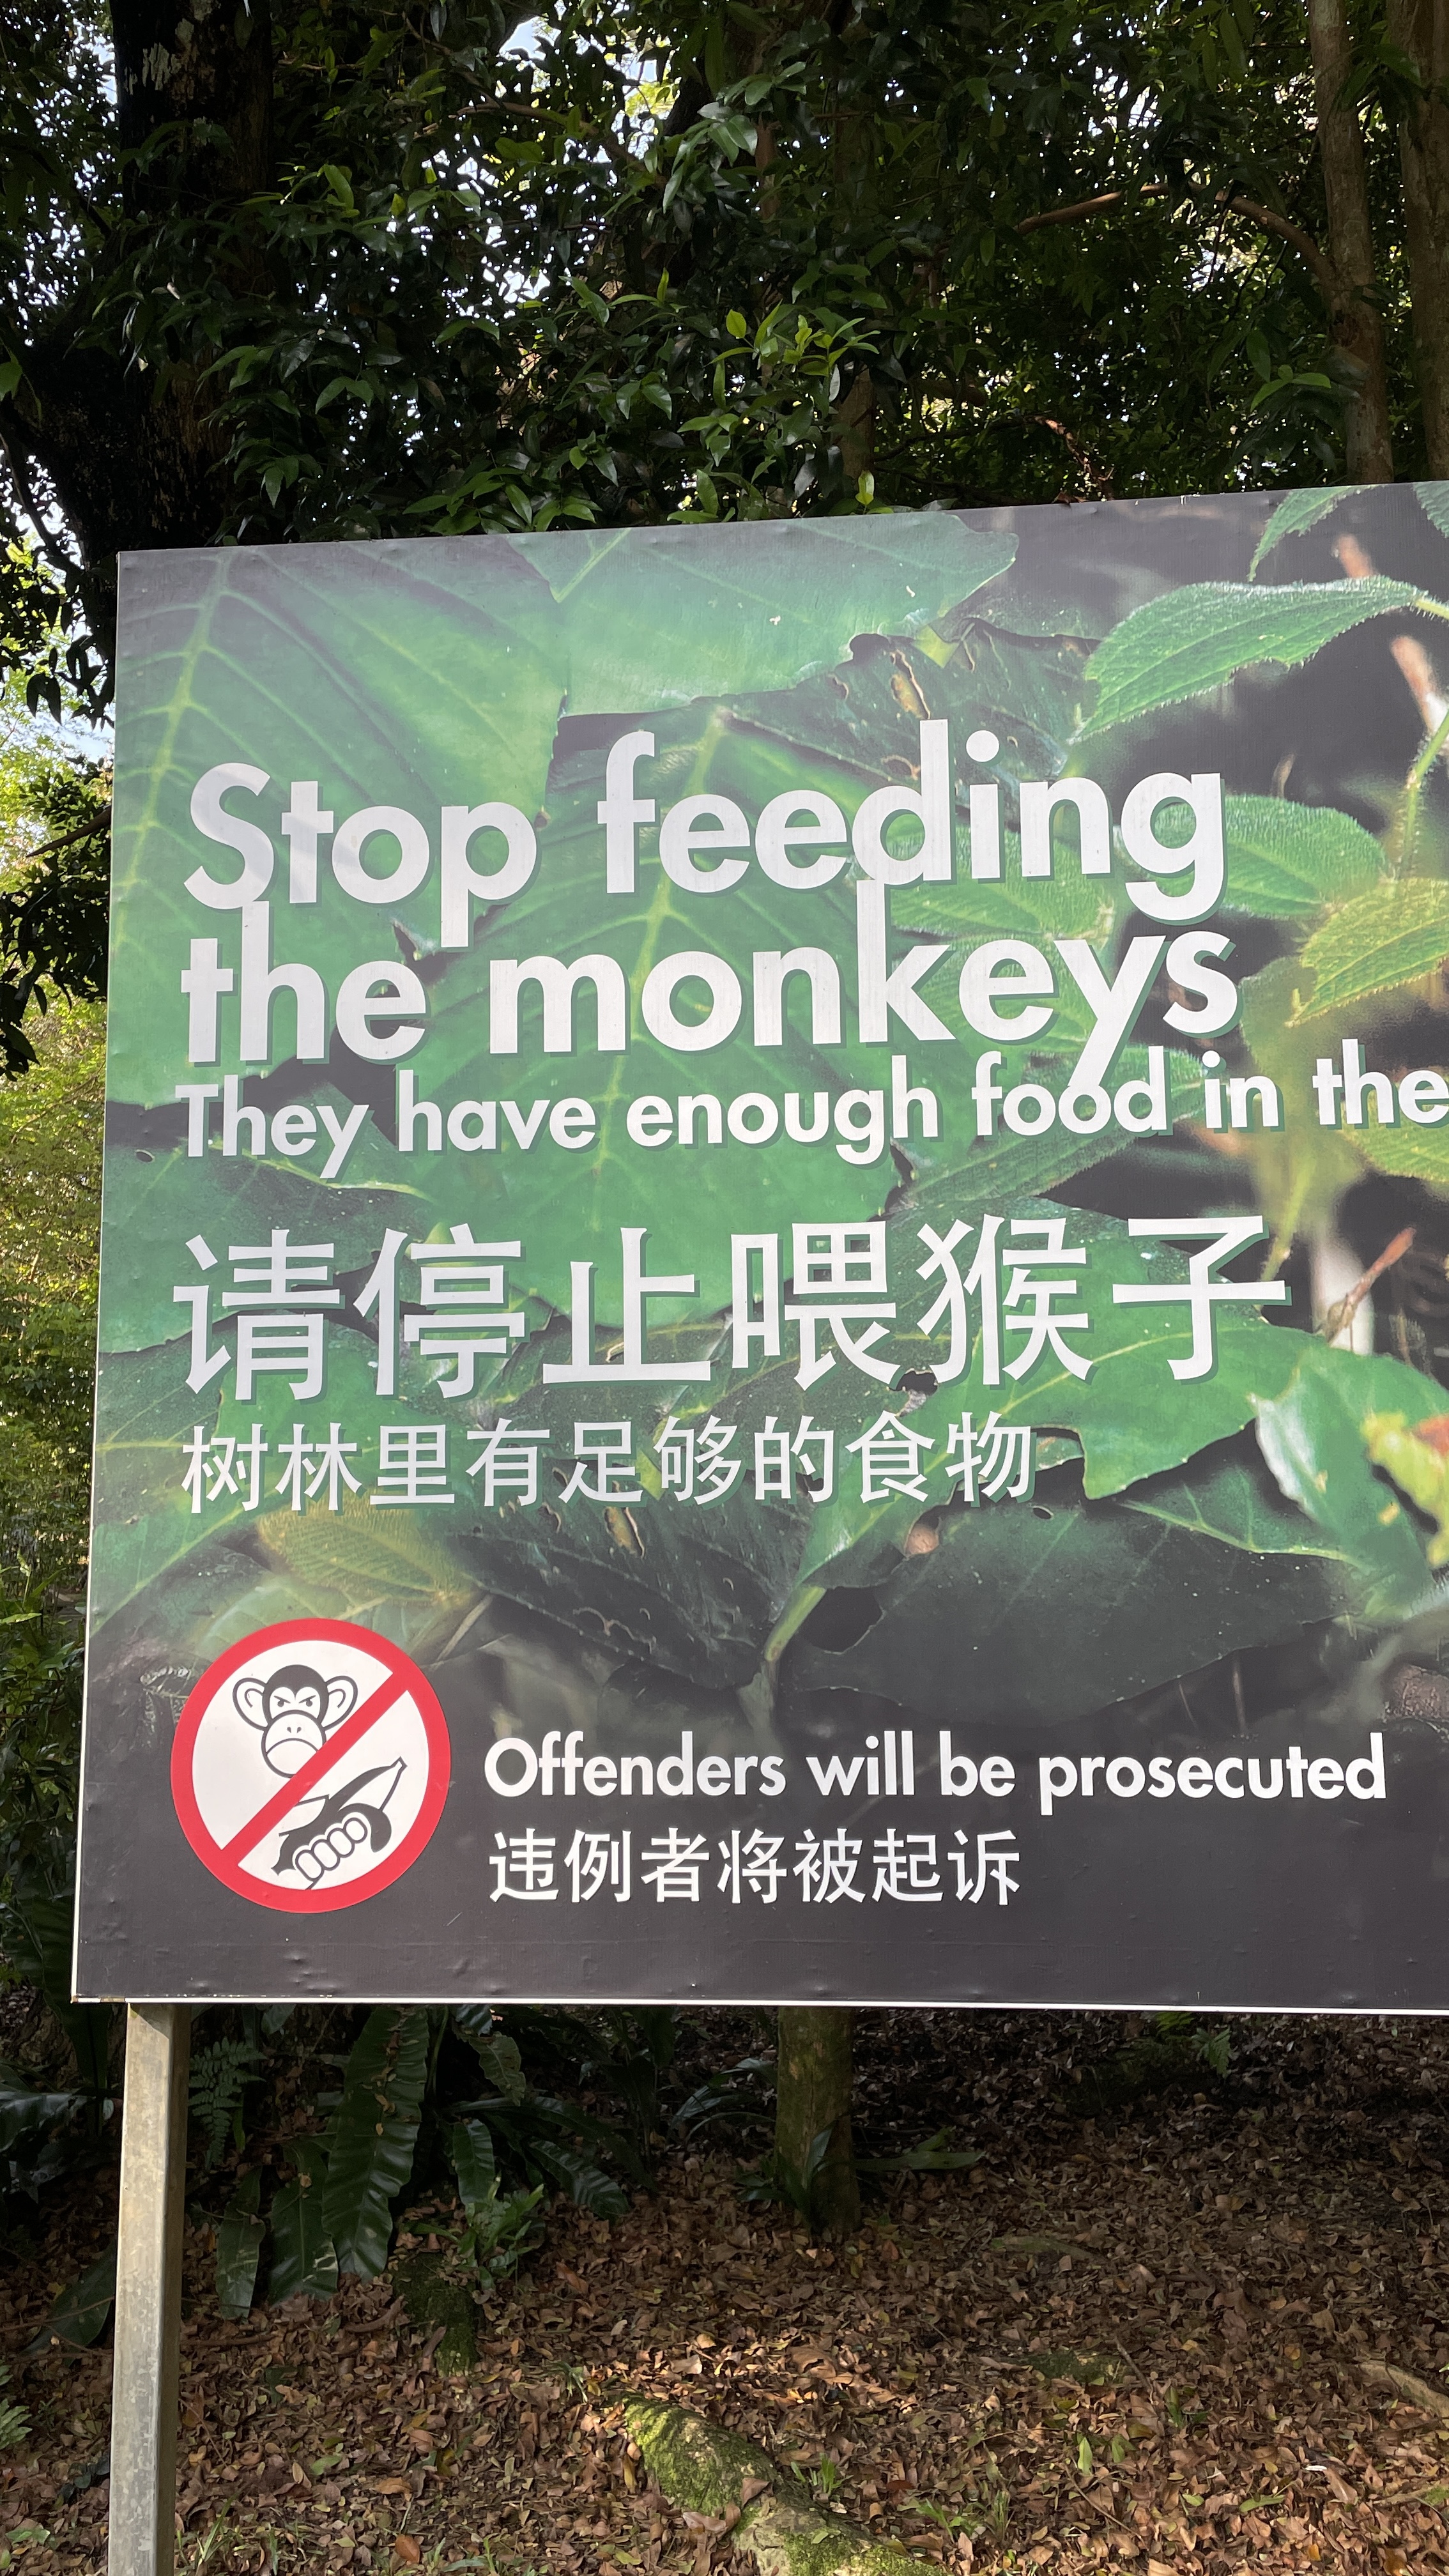 Stop feeding
the monkeys
They have enough food in the
请停止喂猴子
树林里有足够的食物
Offenders will be prosecuted
违例者将被起诉